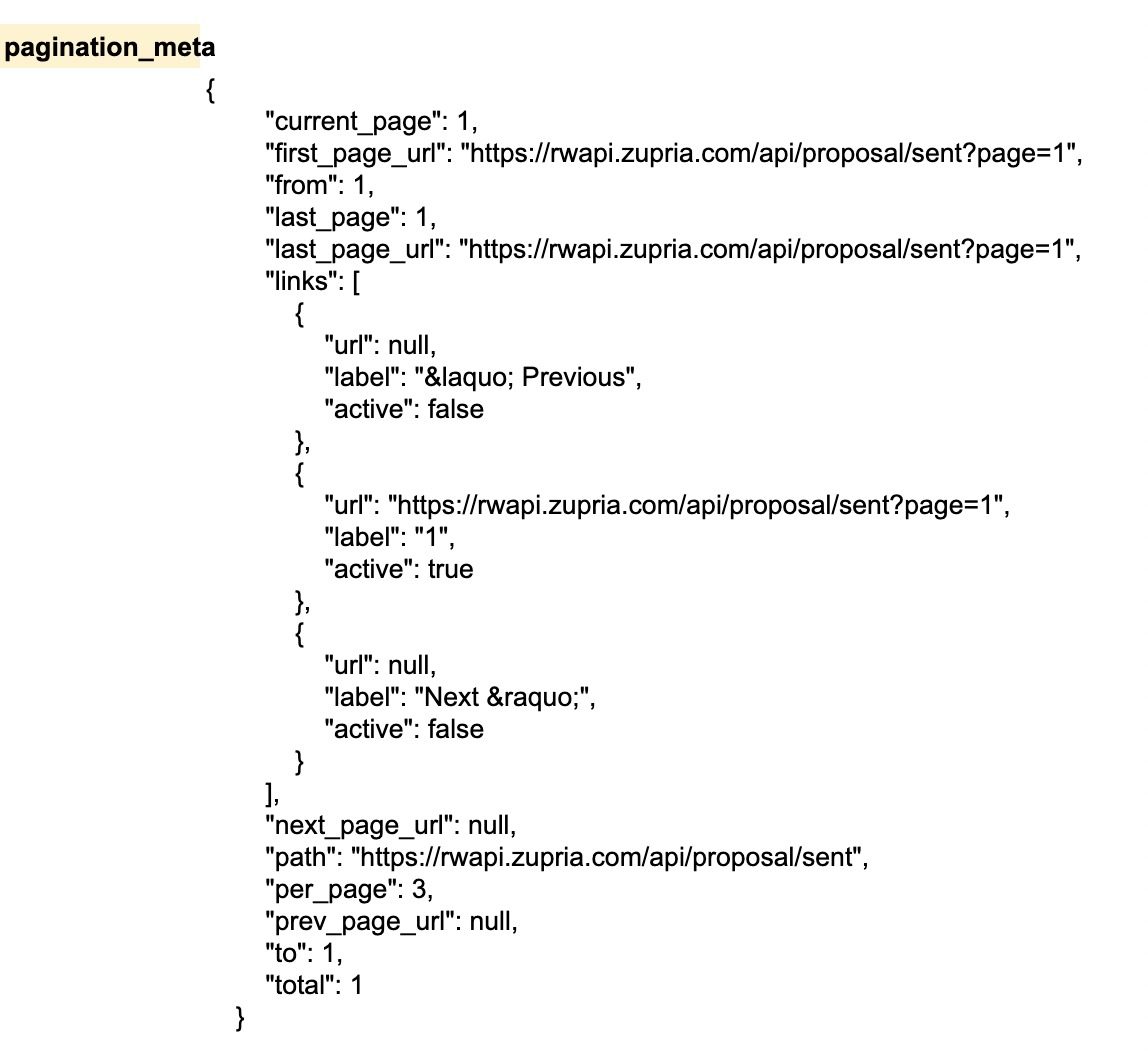 pagination_meta
{
"current_page": 1,
"first_page_url": "https://rwapi.zupria.com/api/proposal/sent?page=1",
"from": 1,
"last_page": 1,
"last_page_url": "https://rwapi.zupria.com/api/proposal/sent?page=1",
"links": [
{
"url": null,
"label": "&laquo; Previous",
"active": false
},
{
"url": "https://rwapi.zupria.com/api/proposal/sent?page=1",
"label": "1",
"active": true
},
{
"url": null,
"label": "Next &raquo;",
"active": false
}
],
"next_page_url": null,
"path": "https://rwapi.zupria.com/api/proposal/sent",
"per_page": 3,
"prev_page_url": null,
"to": 1,
"total": 1
}